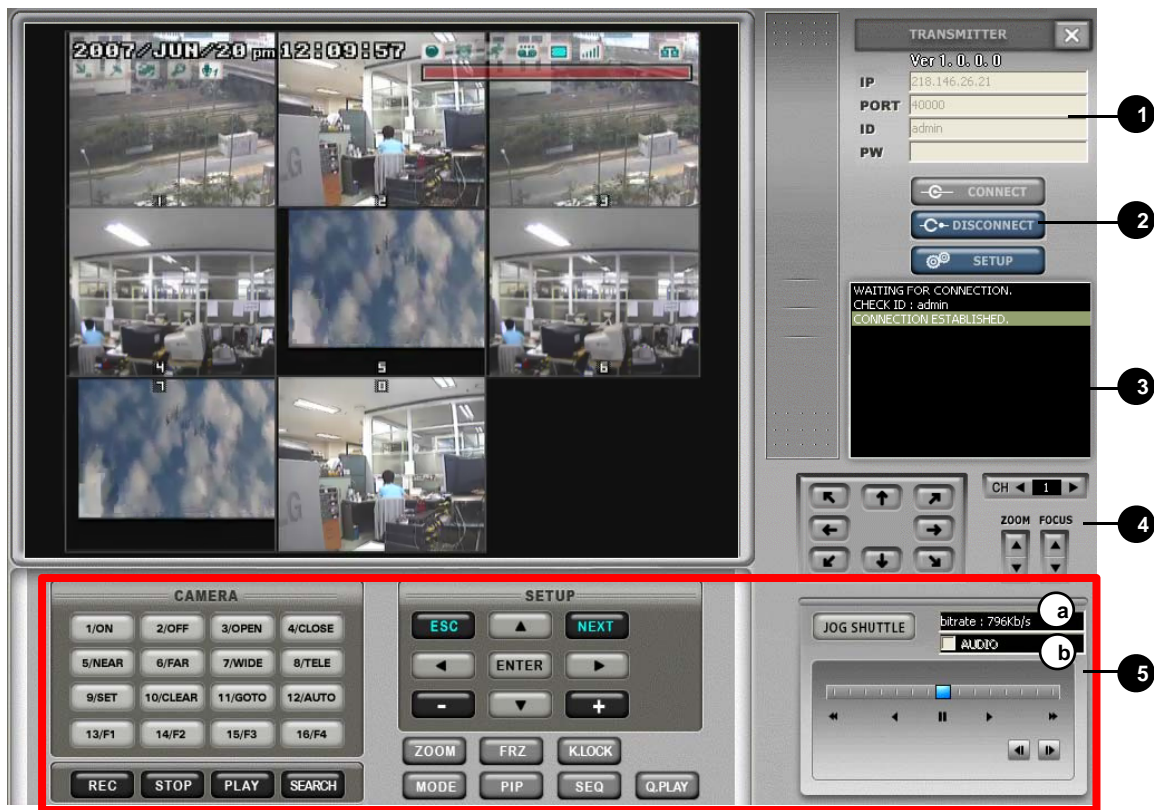 2007/JUN/20 pm 12:09:57
1
2
3
4
5
6
7
8
TRANSMITTER
Ver 1. 0. 0. 0
IP 218.146.26.21
PORT 40000
ID admin
PW
1
CONNECT
DISCONNECT
2
SETUP
WAITING FOR CONNECTION.
CHECK ID : admin
CONNECTION ESTABLISHED.
3
CH 1
ZOOM FOCUS
4
CAMERA
1/ON 2/OFF 3/OPEN 4/CLOSE
5/NEAR 6/FAR 7/WIDE 8/TELE
9/SET 10/CLEAR 11/GOTO 12/AUTO
13/F1 14/F2 15/F3 16/F4
REC STOP PLAY SEARCH
SETUP
ESC NEXT
ENTER
- +
ZOOM FRZ K.LOCK
MODE PIP SEQ Q.PLAY
JOG SHUTTLE
bitrate : 796Kb/s
a
AUDIO
b
5